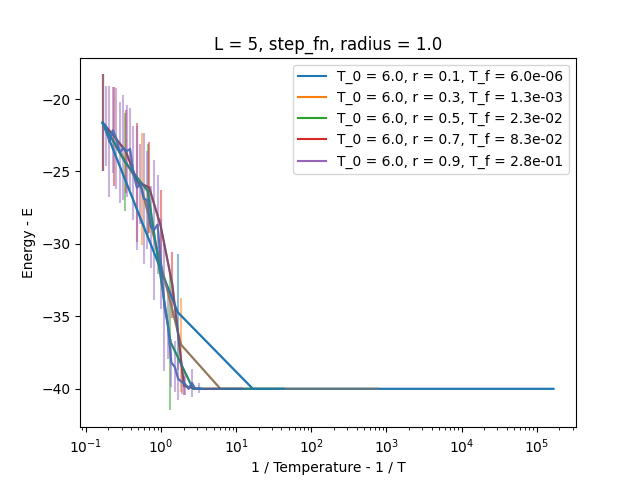 L = 5, step_fn, radius = 1.0
T_0 = 6.0, r = 0.1, T_f = 6.0e-06
T_0 = 6.0, r = 0.3, T_f = 1.3e-03
T_0 = 6.0, r = 0.5, T_f = 2.3e-02
T_0 = 6.0, r = 0.7, T_f = 8.3e-02
T_0 = 6.0, r = 0.9, T_f = 2.8e-01
Energy - E
−20
−25
−30
−35
−40
10⁻¹ 10⁰ 10¹ 10² 10³ 10⁴ 10⁵
1 / Temperature - 1 / T